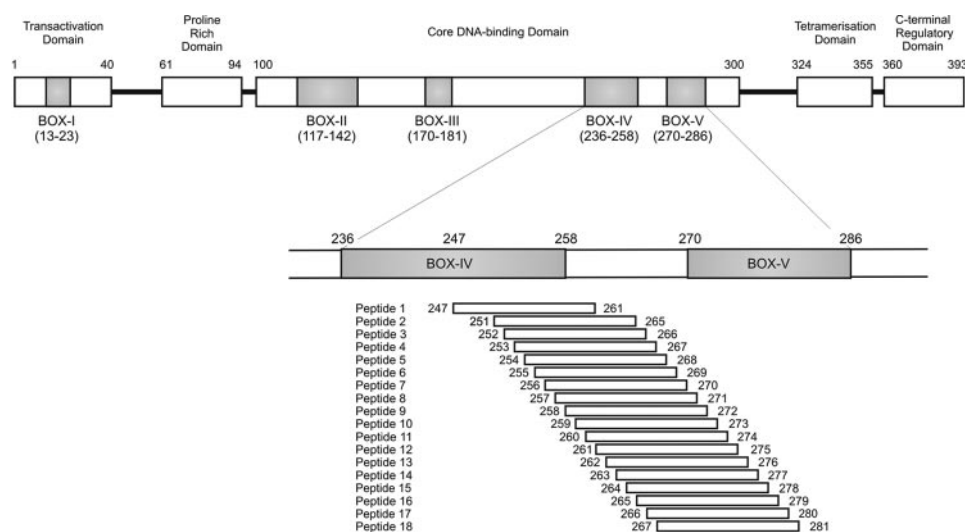 Transactivation
Domain
Proline
Rich
Domain
Core DNA-binding Domain
Tetramerisation
Domain
C-terminal
Regulatory
Domain
1 40 61 94 100 300 324 355 360 393
BOX-I
(13-23)
BOX-II
(117-142)
BOX-III
(170-181)
BOX-IV
(236-258)
BOX-V
(270-286)
236 247 258 270 286
BOX-IV BOX-V
Peptide 1 247 261
Peptide 2 251 265
Peptide 3 252 266
Peptide 4 253 267
Peptide 5 254 268
Peptide 6 255 269
Peptide 7 256 270
Peptide 8 257 271
Peptide 9 258 272
Peptide 10 259 273
Peptide 11 260 274
Peptide 12 261 275
Peptide 13 262 276
Peptide 14 263 277
Peptide 15 264 278
Peptide 16 265 279
Peptide 17 266 280
Peptide 18 267 281